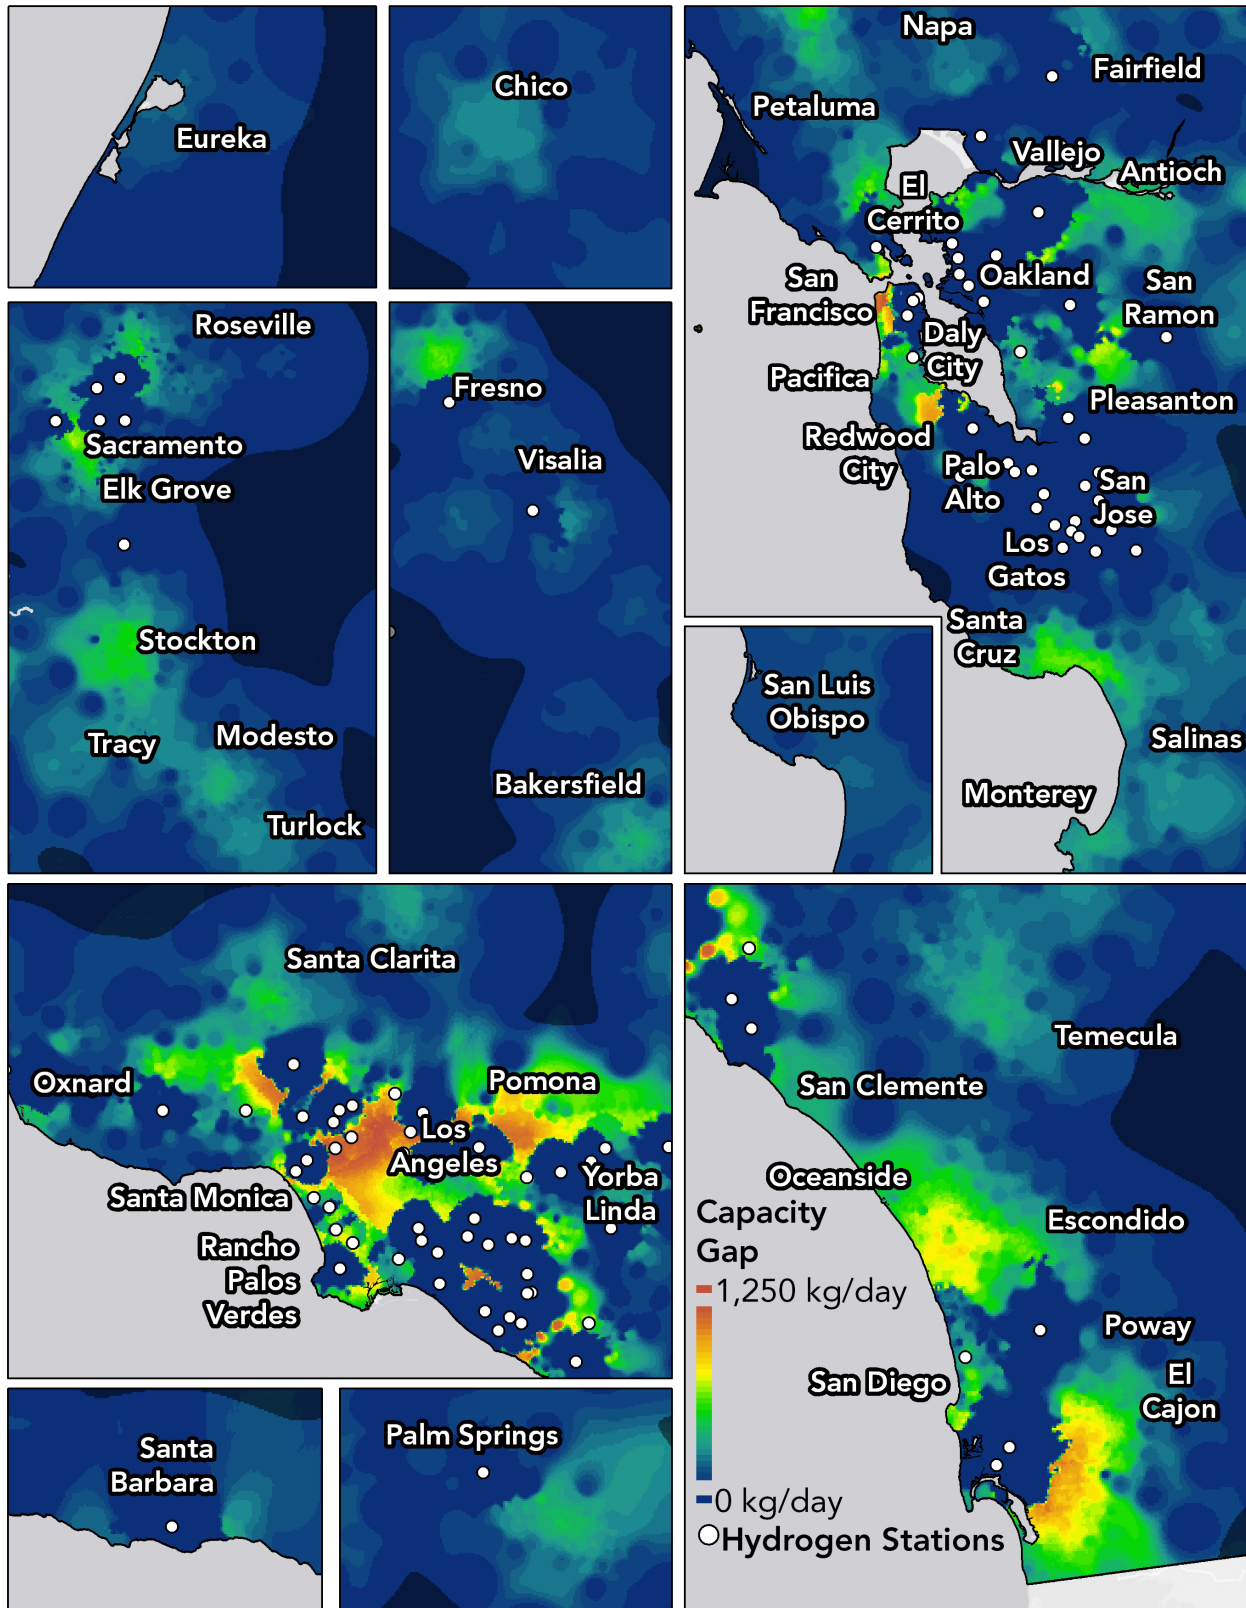 Eureka
Chico
Napa
Fairfield
Petaluma
Vallejo
Antioch
El
Cerrito
Oakland
San
Francisco
San
Ramon
Daly
City
Pacifica
Pleasanton
Redwood
City
Palo
Alto
San
Jose
Los
Gatos
Santa
Cruz
Salinas
Monterey
Roseville
Sacramento
Elk Grove
Stockton
Tracy
Modesto
Turlock
Fresno
Visalia
Bakersfield
San Luis
Obispo
Santa Clarita
Oxnard
Pomona
Los
Angeles
Santa Monica
Yorba
Linda
Rancho
Palos
Verdes
Temecula
San Clemente
Oceanside
Escondido
Poway
San Diego
El
Cajon
Capacity
Gap
1,250 kg/day
0 kg/day
Hydrogen Stations
Santa
Barbara
Palm Springs